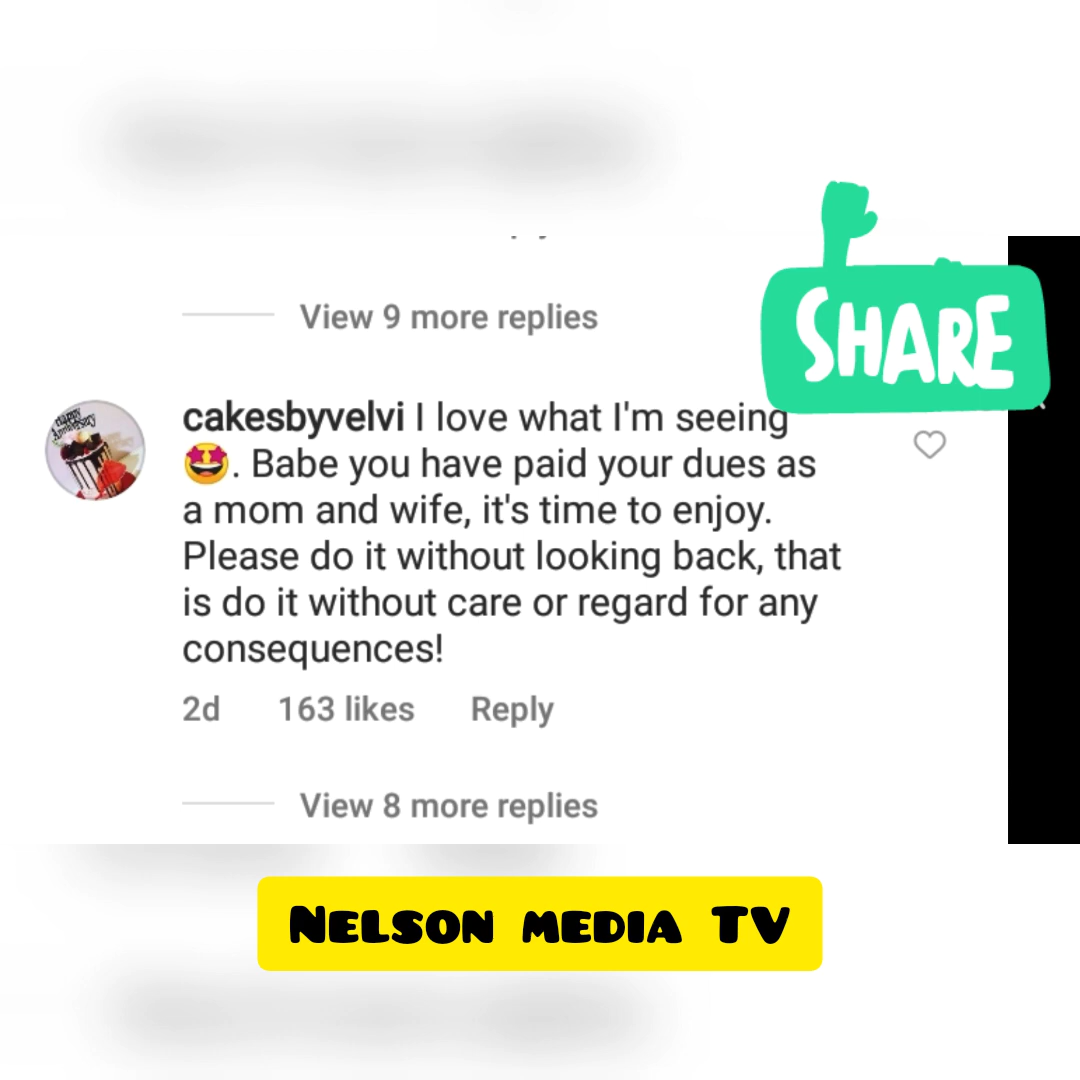 View 9 more replies
SHARE
Happy
Anniversary
cakesbyvelvi I love what I'm seeing
🤩. Babe you have paid your dues as
a mom and wife, it's time to enjoy.
Please do it without looking back, that
is do it without care or regard for any
consequences!
2d 163 likes Reply
View 8 more replies
NELSON MEDIA TV